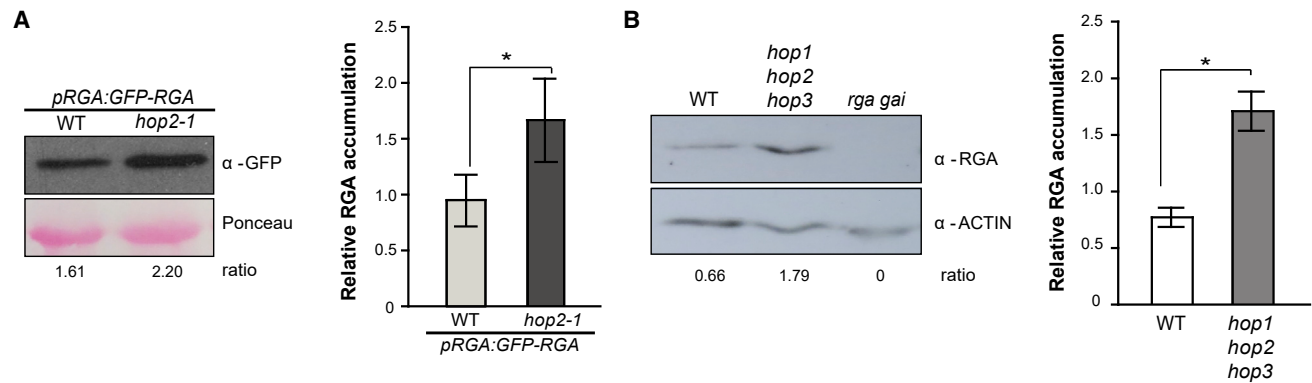 A
pRGA:GFP-RGA
WT hop2-1
α-GFP
Ponceau
1.61 2.20 ratio
Relative RGA accumulation
2.5
2.0
1.5
1.0
0.5
0
*
WT hop2-1
pRGA:GFP-RGA
B
hop1
hop2
WT hop3 rga gai
α-RGA
α-ACTIN
0.66 1.79 0 ratio
Relative RGA accumulation
2.5
2.0
1.5
1.0
0.5
0
*
WT hop1
hop2
hop3